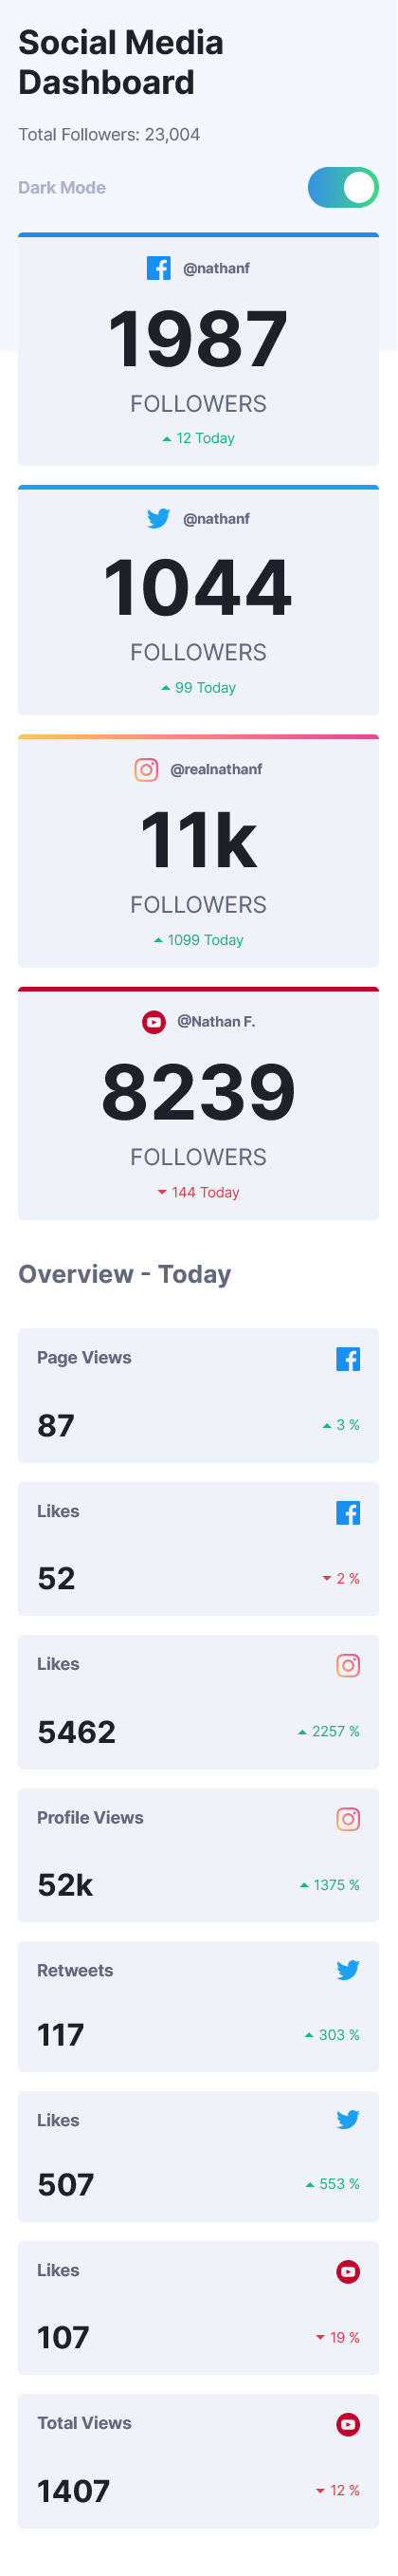 Social Media
Dashboard
Total Followers: 23,004
Dark Mode
@nathanf
1987
FOLLOWERS
12 Today
@nathanf
1044
FOLLOWERS
99 Today
@realnathanf
11k
FOLLOWERS
1099 Today
@Nathan F.
8239
FOLLOWERS
144 Today
Overview - Today
Page Views
87
3 %
Likes
52
2 %
Likes
5462
2257 %
Profile Views
52k
1375 %
Retweets
117
303 %
Likes
507
553 %
Likes
107
19 %
Total Views
1407
12 %